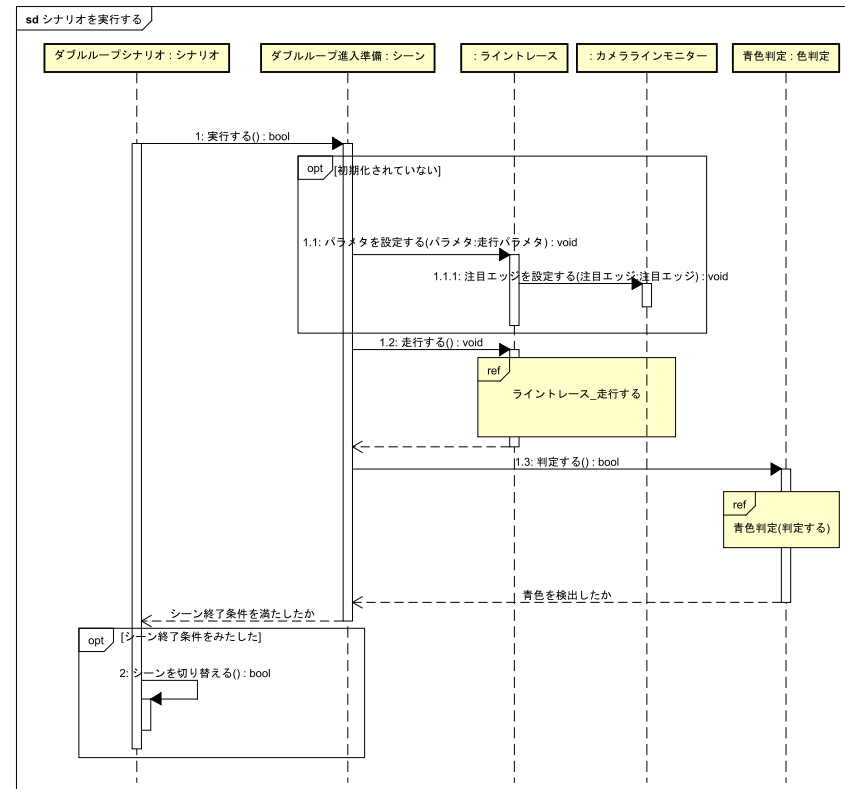 sd シナリオを実行する
ダブルループシナリオ : シナリオ
ダブルループ進入準備 : シーン
: ライントレース
: カメララインモニター
青色判定 : 色判定
1: 実行する() : bool
opt
[初期化されていない]
1.1: パラメタを設定する(パラメタ:走行パラメタ) : void
1.1.1: 注目エッジを設定する(注目エッジ:注目エッジ) : void
1.2: 走行する() : void
ref
ライントレース_走行する
1.3: 判定する() : bool
ref
青色判定(判定する)
青色を検出したか
シーン終了条件を満たしたか
opt
[シーン終了条件をみたした]
2: シーンを切り替える() : bool